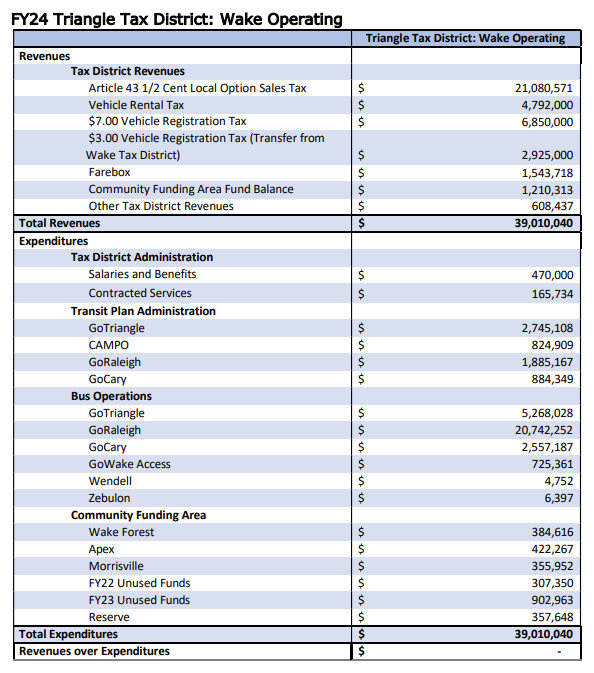 FY24 Triangle Tax District: Wake Operating
Triangle Tax District: Wake Operating
Revenues
Tax District Revenues
Article 43 1/2 Cent Local Option Sales Tax $ 21,080,571
Vehicle Rental Tax $ 4,792,000
$7.00 Vehicle Registration Tax $ 6,850,000
$3.00 Vehicle Registration Tax (Transfer from
Wake Tax District) $ 2,925,000
Farebox $ 1,543,718
Community Funding Area Fund Balance $ 1,210,313
Other Tax District Revenues $ 608,437
Total Revenues $ 39,010,040
Expenditures
Tax District Administration
Salaries and Benefits $ 470,000
Contracted Services $ 165,734
Transit Plan Administration
GoTriangle $ 2,745,108
CAMPO $ 824,909
GoRaleigh $ 1,885,167
GoCary $ 884,349
Bus Operations
GoTriangle $ 5,268,028
GoRaleigh $ 20,742,252
GoCary $ 2,557,187
GoWake Access $ 725,361
Wendell $ 4,752
Zebulon $ 6,397
Community Funding Area
Wake Forest $ 384,616
Apex $ 422,267
Morrisville $ 355,952
FY22 Unused Funds $ 307,350
FY23 Unused Funds $ 902,963
Reserve $ 357,648
Total Expenditures $ 39,010,040
Revenues over Expenditures $ -